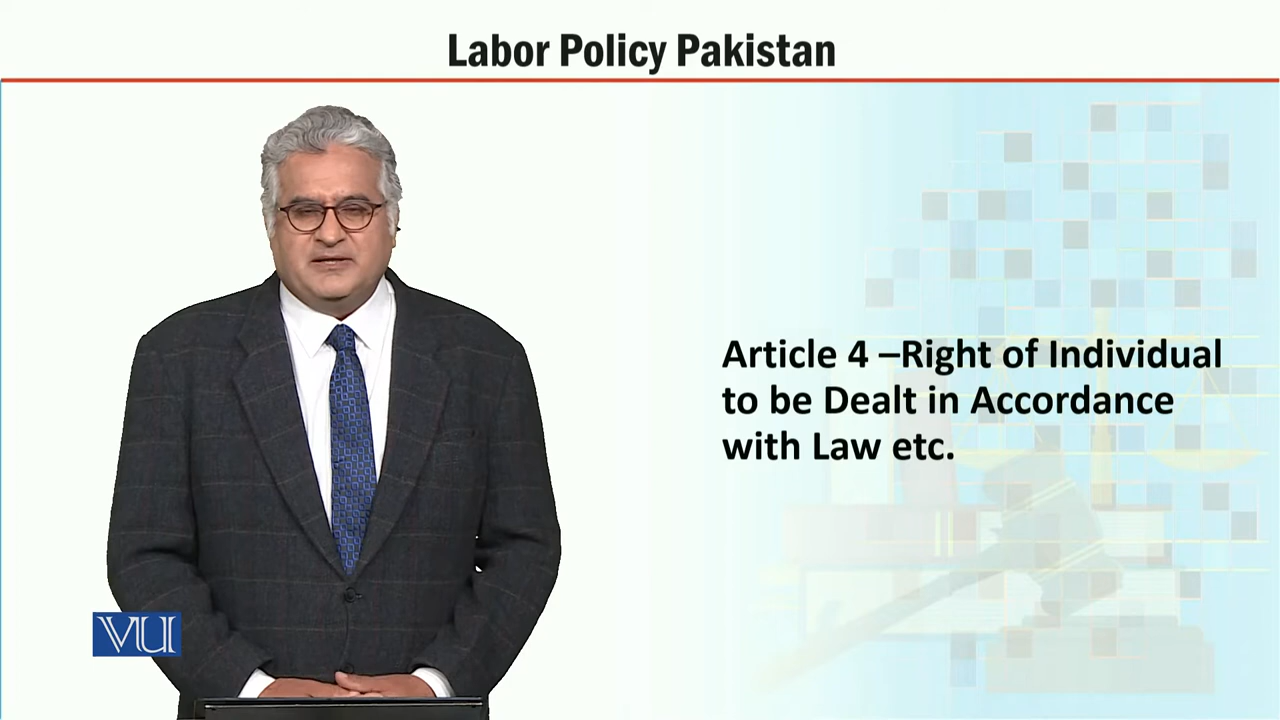 Labor Policy Pakistan
Article 4 –Right of Individual
to be Dealt in Accordance
with Law etc.
VU